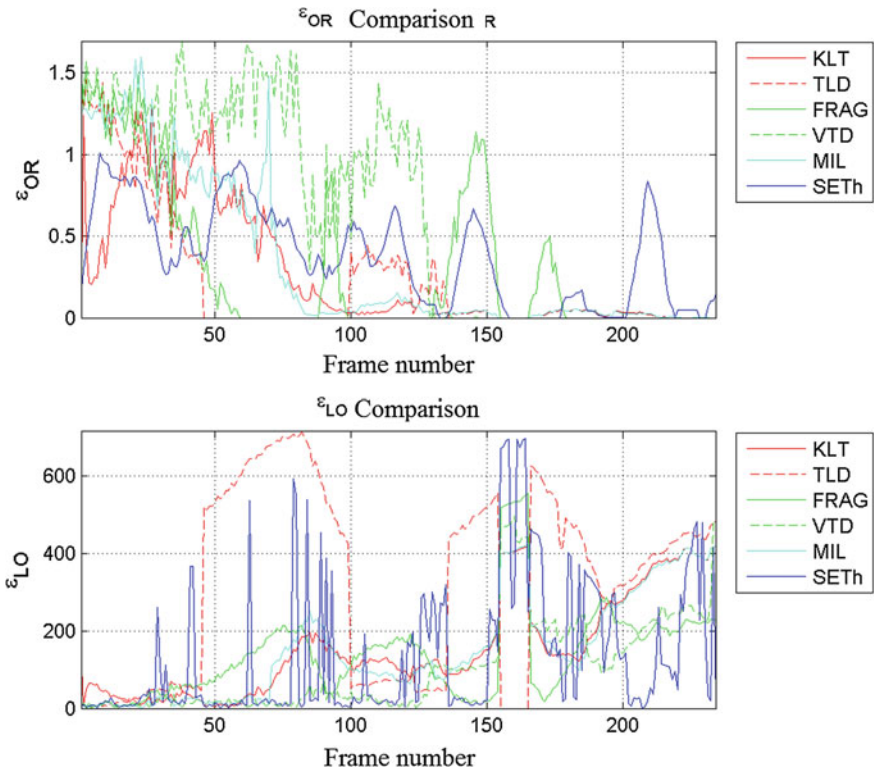 εOR Comparison R
1.5
1
0.5
0
εOR
50 100 150 200
Frame number
KLT
TLD
FRAG
VTD
MIL
SETh
εLO Comparison
600
400
200
0
εLO
50 100 150 200
Frame number
KLT
TLD
FRAG
VTD
MIL
SETh